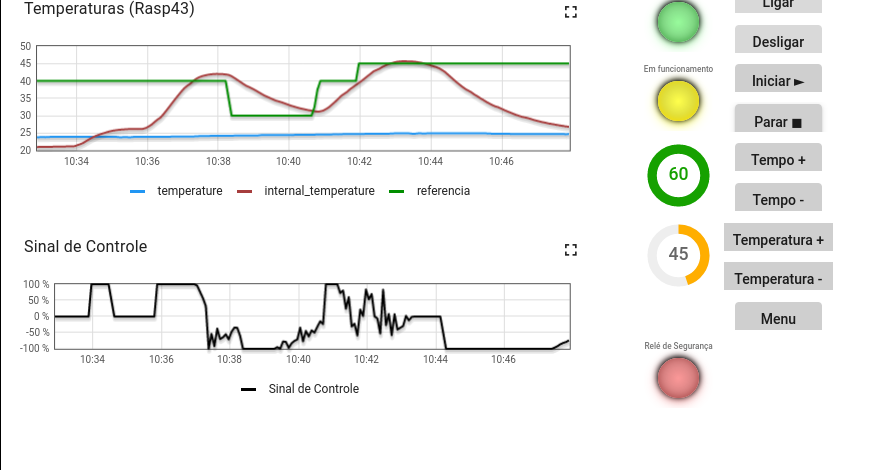 Temperaturas (Rasp43)
50
45
40
35
30
25
20
10:34 10:36 10:38 10:40 10:42 10:44 10:46
temperature internal_temperature referencia
Sinal de Controle
100 %
50 %
0 %
-50 %
-100 %
10:34 10:36 10:38 10:40 10:42 10:44 10:46
Sinal de Controle
Em funcionamento
60
45
Relé de Segurança
Ligar
Desligar
Iniciar ►
Parar ■
Tempo +
Tempo -
Temperatura +
Temperatura -
Menu